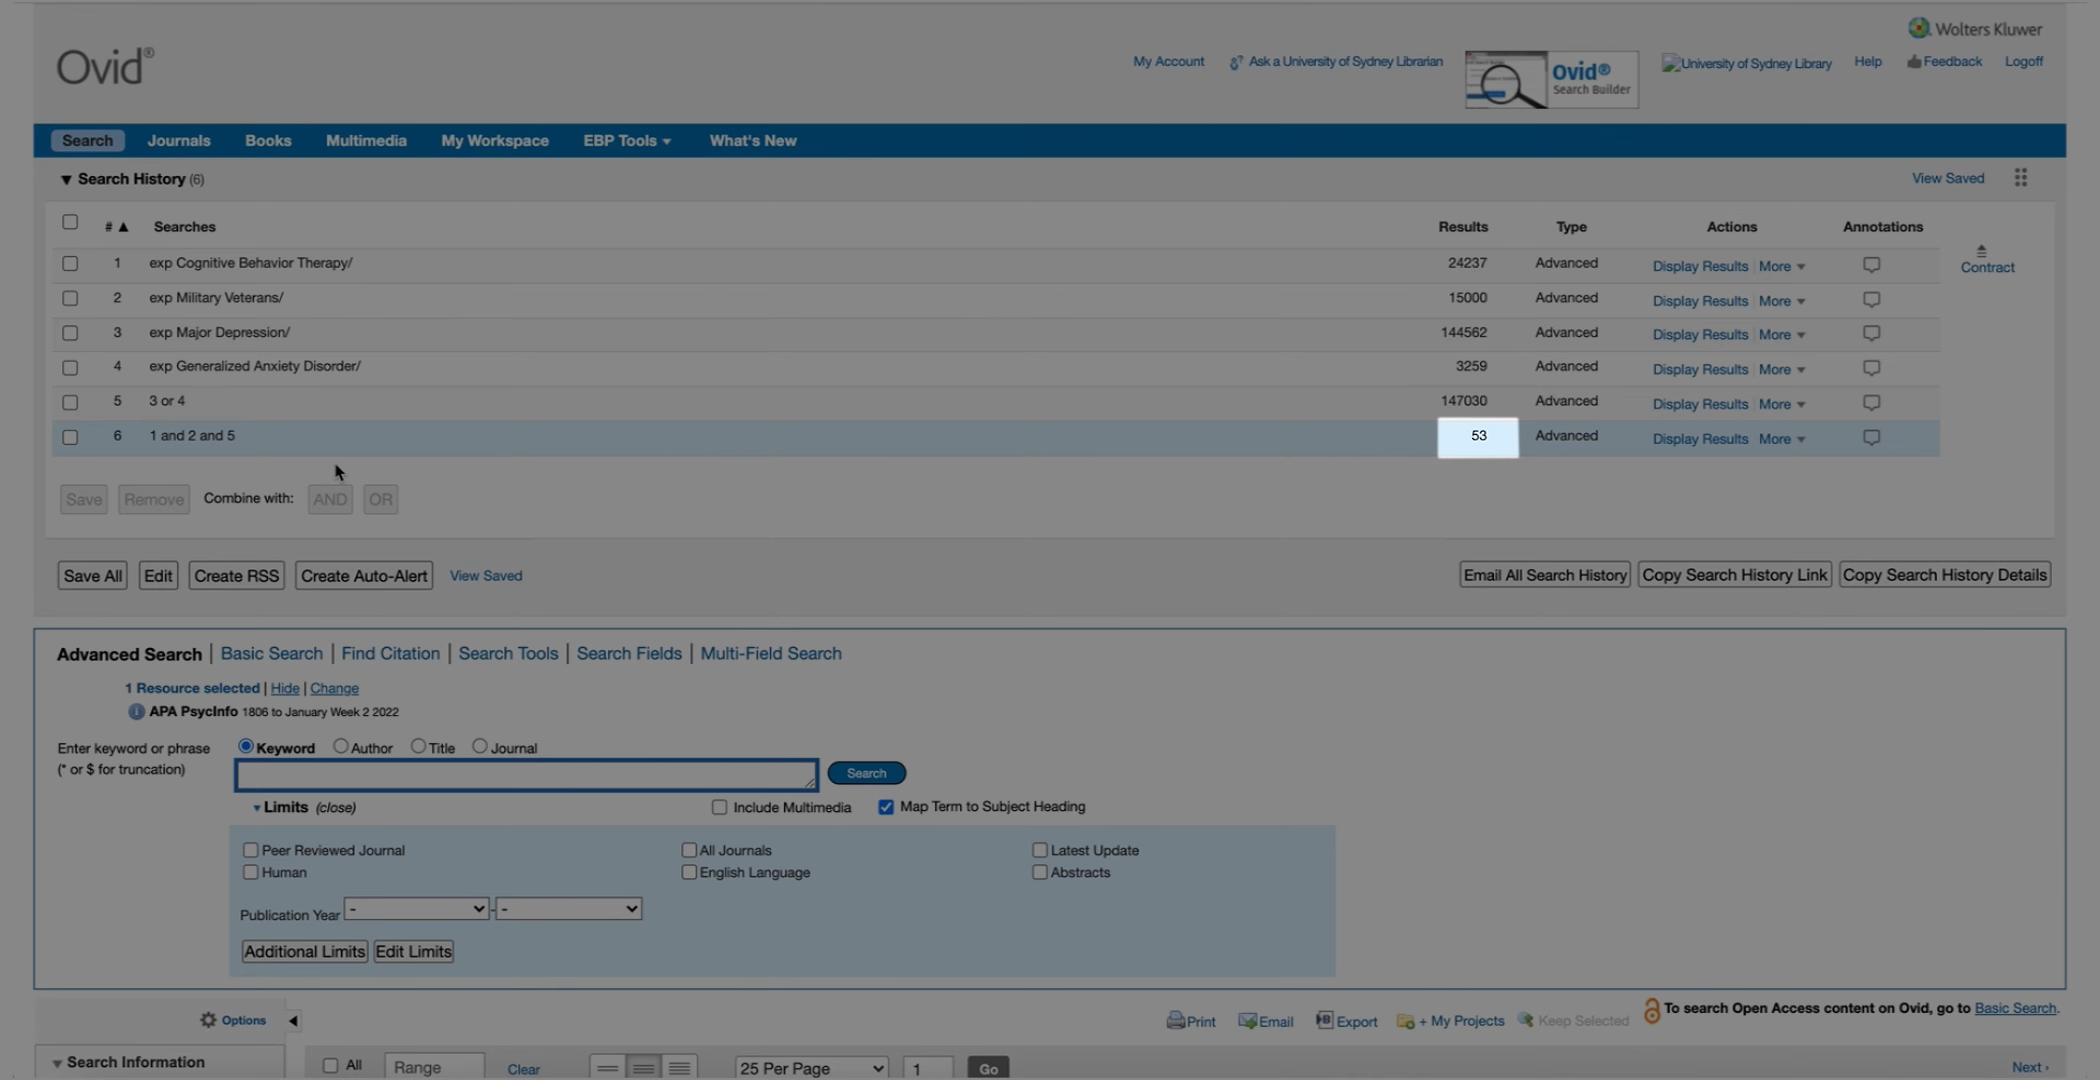 Wolters Kluwer
Ovid®
My Account Ask a University of Sydney Librarian Ovid® Search Builder University of Sydney Library Help Feedback Logoff
Search Journals Books Multimedia My Workspace EBP Tools What's New
Search History (6) View Saved
# ▲ Searches Results Type Actions Annotations
1 exp Cognitive Behavior Therapy/ 24237 Advanced Display Results More Contract
2 exp Military Veterans/ 15000 Advanced Display Results More
3 exp Major Depression/ 144562 Advanced Display Results More
4 exp Generalized Anxiety Disorder/ 3259 Advanced Display Results More
5 3 or 4 147030 Advanced Display Results More
6 1 and 2 and 5 53 Advanced Display Results More
Save Remove Combine with: AND OR
Save All Edit Create RSS Create Auto-Alert View Saved Email All Search History Copy Search History Link Copy Search History Details
Advanced Search | Basic Search | Find Citation | Search Tools | Search Fields | Multi-Field Search
1 Resource selected | Hide | Change
APA PsycInfo 1806 to January Week 2 2022
Enter keyword or phrase Keyword Author Title Journal
(* or $ for truncation) Search
Limits (close) Include Multimedia Map Term to Subject Heading
Peer Reviewed Journal All Journals Latest Update
Human English Language Abstracts
Publication Year - - -
Additional Limits Edit Limits
Options Print Email Export + My Projects Keep Selected To search Open Access content on Ovid, go to Basic Search.
Search Information All Range Clear 25 Per Page 1 Go Next ›